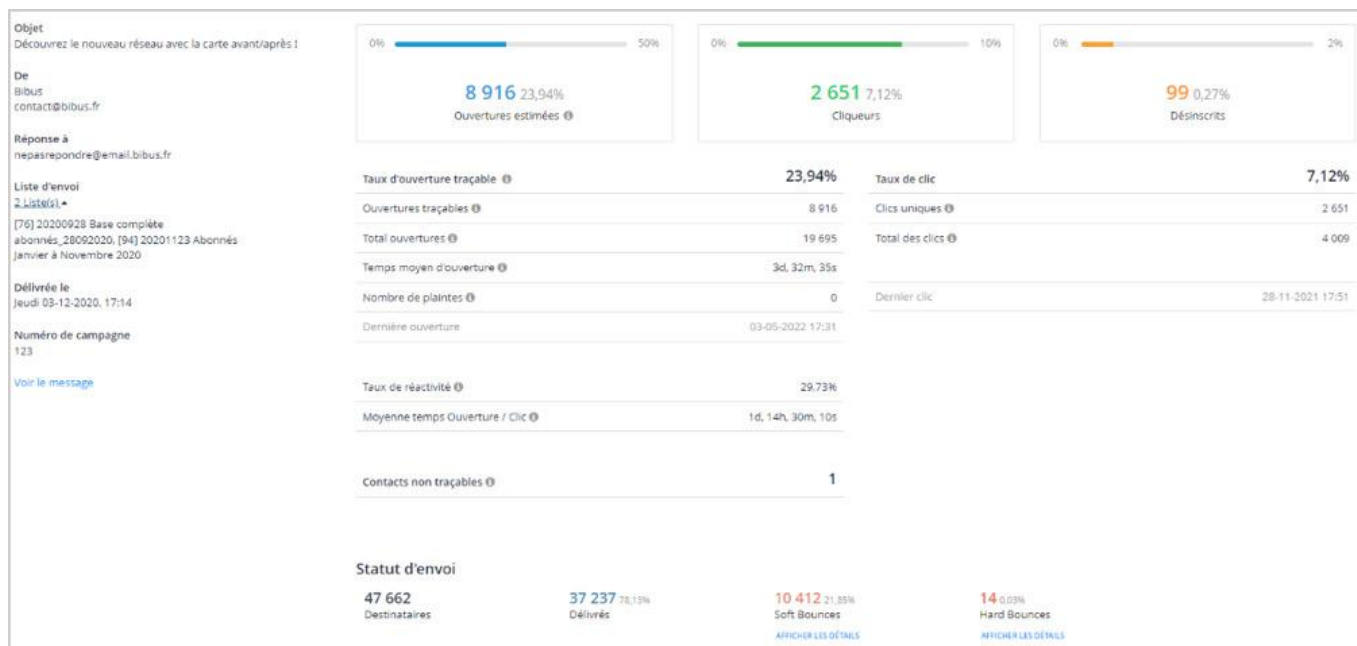 Objet
Découvrez le nouveau réseau avec la carte avant/après !
De
Bibus
contact@bibus.fr
Réponse à
nepasrepondre@email.bibus.fr
Liste d'envoi
2 Liste(s)
[76] 20200928 Base complète
abonnés_28092020, [94] 20201123 Abonnés
Janvier à Novembre 2020
Délivrée le
Jeudi 03-12-2020, 17:14
Numéro de campagne
123
Voir le message
0% 50%
8 916 23,94%
Ouvertures estimées
0% 10%
2 651 7,12%
Cliqueurs
0% 2%
99 0,27%
Désinscrits
Taux d'ouverture traçable 23,94%
Ouvertures traçables 8 916
Total ouvertures 19 695
Temps moyen d'ouverture 3d, 32m, 35s
Nombre de plaintes 0
Dernière ouverture 03-05-2022 17:31
Taux de clic 7,12%
Clics uniques 2 651
Total des clics 4 009
Dernier clic 28-11-2021 17:51
Taux de réactivité 29,73%
Moyenne temps Ouverture / Clic 1d, 14h, 30m, 10s
Contacts non traçables 1
Statut d'envoi
47 662
Destinataires
37 237 78,13%
Délivrés
10 412 21,85%
Soft Bounces
AFFICHER LES DÉTAILS
14 0,03%
Hard Bounces
AFFICHER LES DÉTAILS